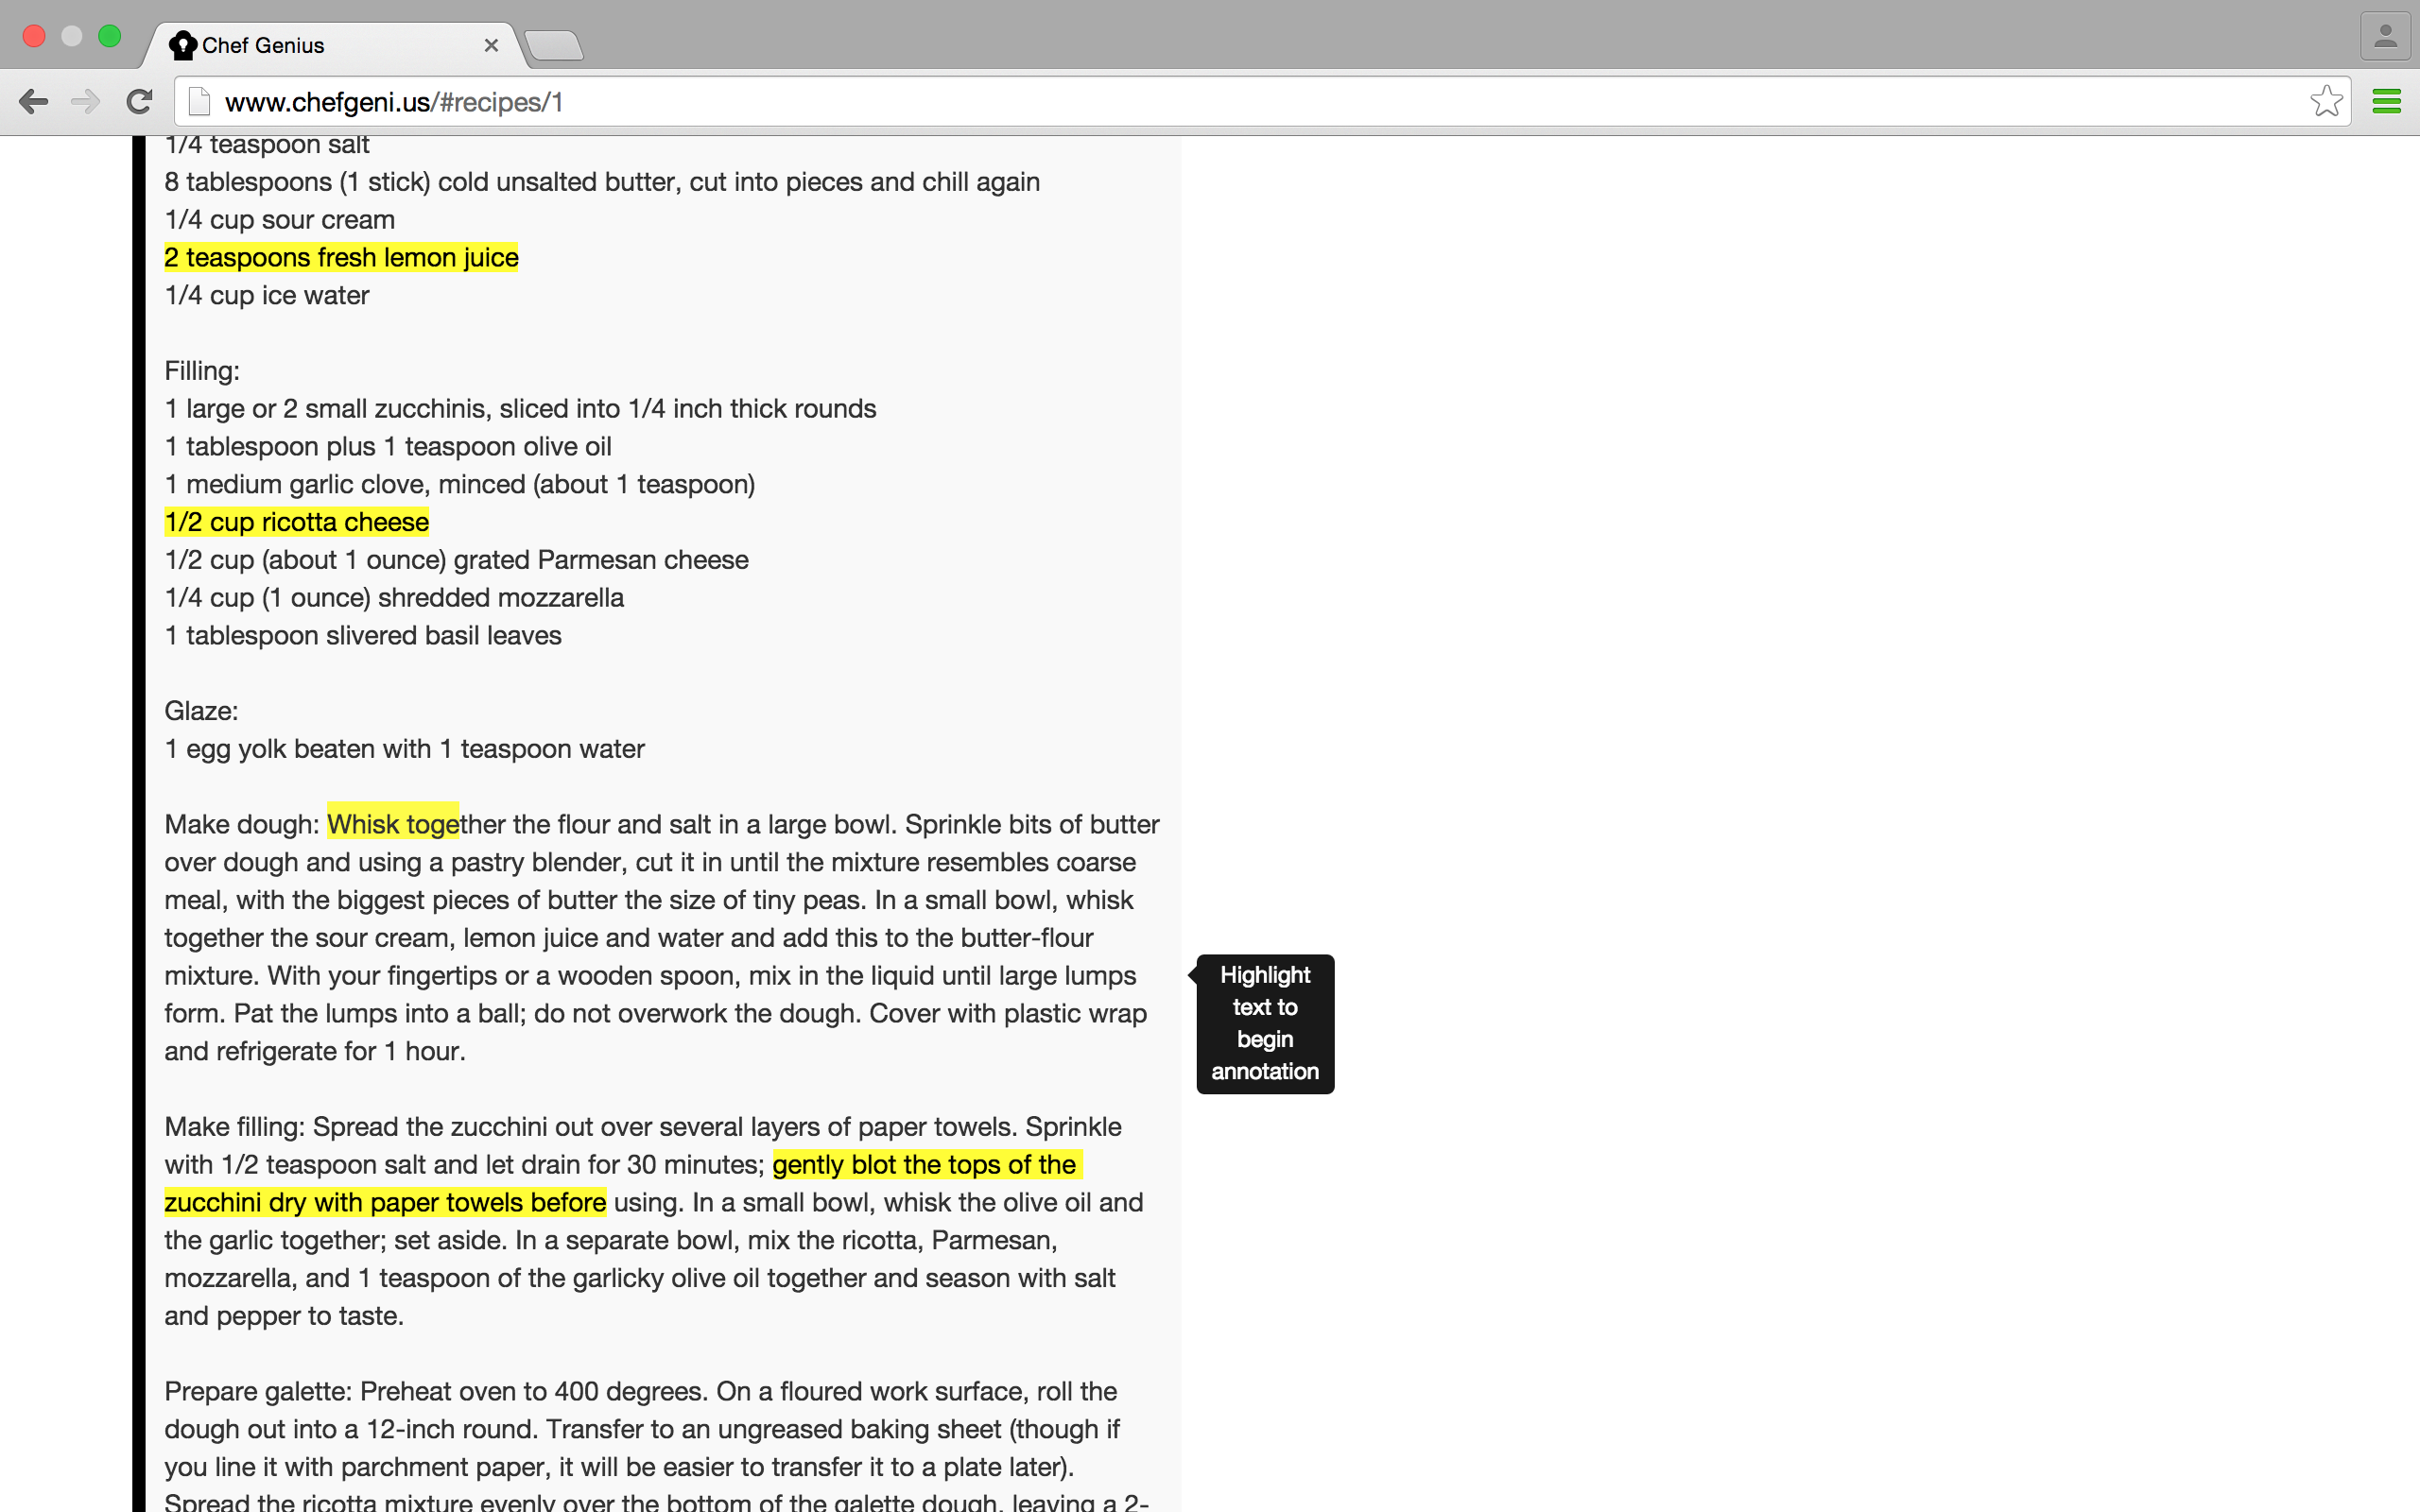 Chef Genius
www.chefgeni.us/#recipes/1
1/4 teaspoon salt
8 tablespoons (1 stick) cold unsalted butter, cut into pieces and chill again
1/4 cup sour cream
2 teaspoons fresh lemon juice
1/4 cup ice water
Filling:
1 large or 2 small zucchinis, sliced into 1/4 inch thick rounds
1 tablespoon plus 1 teaspoon olive oil
1 medium garlic clove, minced (about 1 teaspoon)
1/2 cup ricotta cheese
1/2 cup (about 1 ounce) grated Parmesan cheese
1/4 cup (1 ounce) shredded mozzarella
1 tablespoon slivered basil leaves
Glaze:
1 egg yolk beaten with 1 teaspoon water
Make dough: Whisk together the flour and salt in a large bowl. Sprinkle bits of butter
over dough and using a pastry blender, cut it in until the mixture resembles coarse
meal, with the biggest pieces of butter the size of tiny peas. In a small bowl, whisk
together the sour cream, lemon juice and water and add this to the butter-flour
mixture. With your fingertips or a wooden spoon, mix in the liquid until large lumps
form. Pat the lumps into a ball; do not overwork the dough. Cover with plastic wrap
and refrigerate for 1 hour.
Highlight
text to
begin
annotation
Make filling: Spread the zucchini out over several layers of paper towels. Sprinkle
with 1/2 teaspoon salt and let drain for 30 minutes; gently blot the tops of the
zucchini dry with paper towels before using. In a small bowl, whisk the olive oil and
the garlic together; set aside. In a separate bowl, mix the ricotta, Parmesan,
mozzarella, and 1 teaspoon of the garlicky olive oil together and season with salt
and pepper to taste.
Prepare galette: Preheat oven to 400 degrees. On a floured work surface, roll the
dough out into a 12-inch round. Transfer to an ungreased baking sheet (though if
you line it with parchment paper, it will be easier to transfer it to a plate later).
Spread the ricotta mixture evenly over the bottom of the galette dough, leaving a 2-